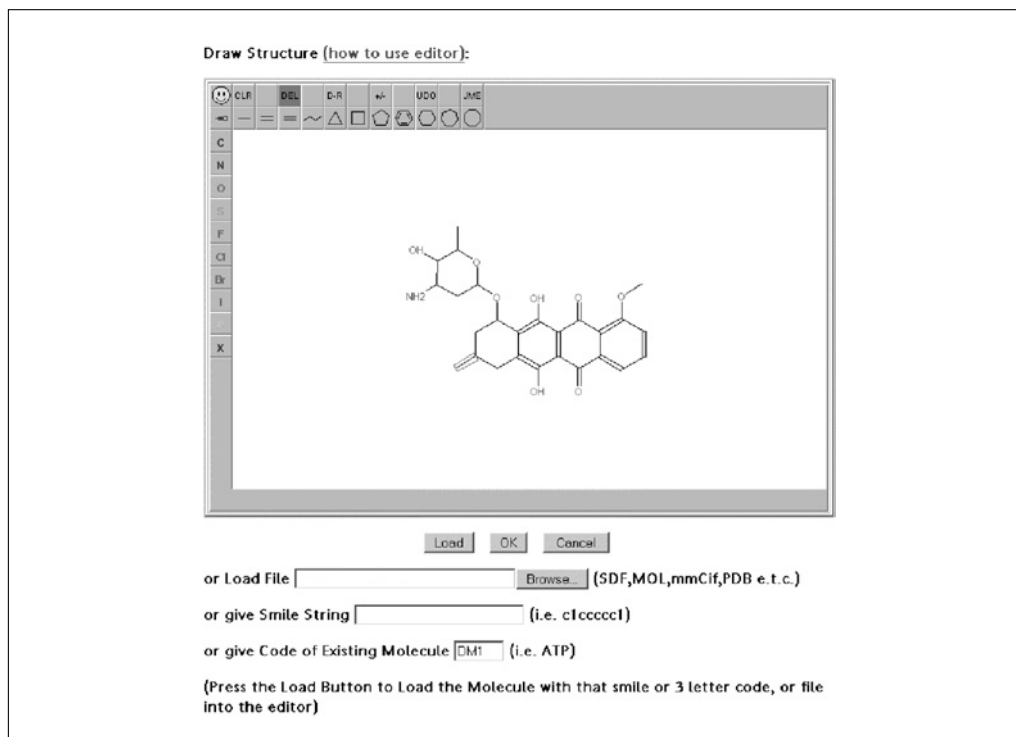 Draw Structure (how to use editor):
CLR DEL D-R +/- UDO JME
C
N
O
S
F
Cl
Br
I
X
OH
O
NH2
O
OH
O
O
OH
O
Load OK Cancel
or Load File Browse... (SDF,MOL,mmCif,PDB e.t.c.)
or give Smile String (i.e. c1ccccc1)
or give Code of Existing Molecule DM1 (i.e. ATP)
(Press the Load Button to Load the Molecule with that smile or 3 letter code, or file
into the editor)